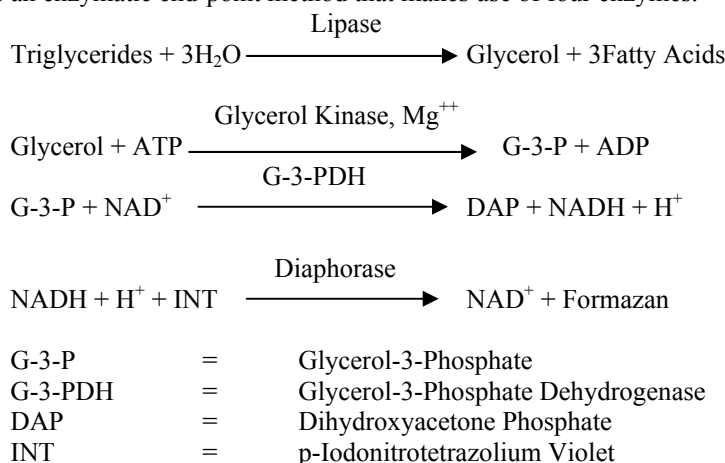 an enzymatic end point method that makes use of four enzymes.
Lipase
Triglycerides + 3H₂O → Glycerol + 3Fatty Acids
Glycerol Kinase, Mg⁺⁺
Glycerol + ATP → G-3-P + ADP
G-3-PDH
G-3-P + NAD⁺ → DAP + NADH + H⁺
Diaphorase
NADH + H⁺ + INT → NAD⁺ + Formazan
G-3-P = Glycerol-3-Phosphate
G-3-PDH = Glycerol-3-Phosphate Dehydrogenase
DAP = Dihydroxyacetone Phosphate
INT = p-Iodonitrotetrazolium Violet